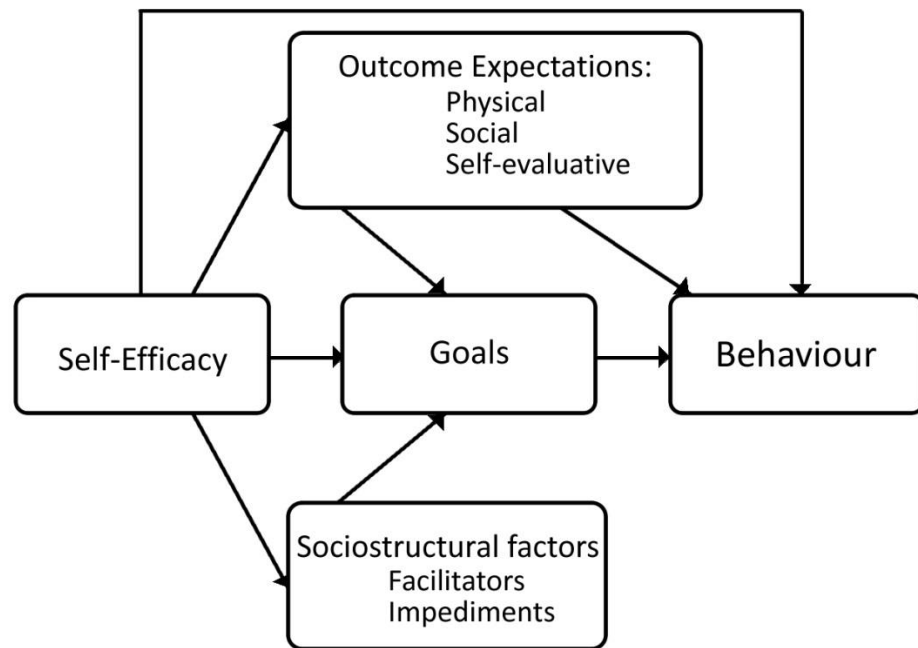 Outcome Expectations:
Physical
Social
Self-evaluative
Self-Efficacy
Goals
Behaviour
Sociostructural factors
Facilitators
Impediments